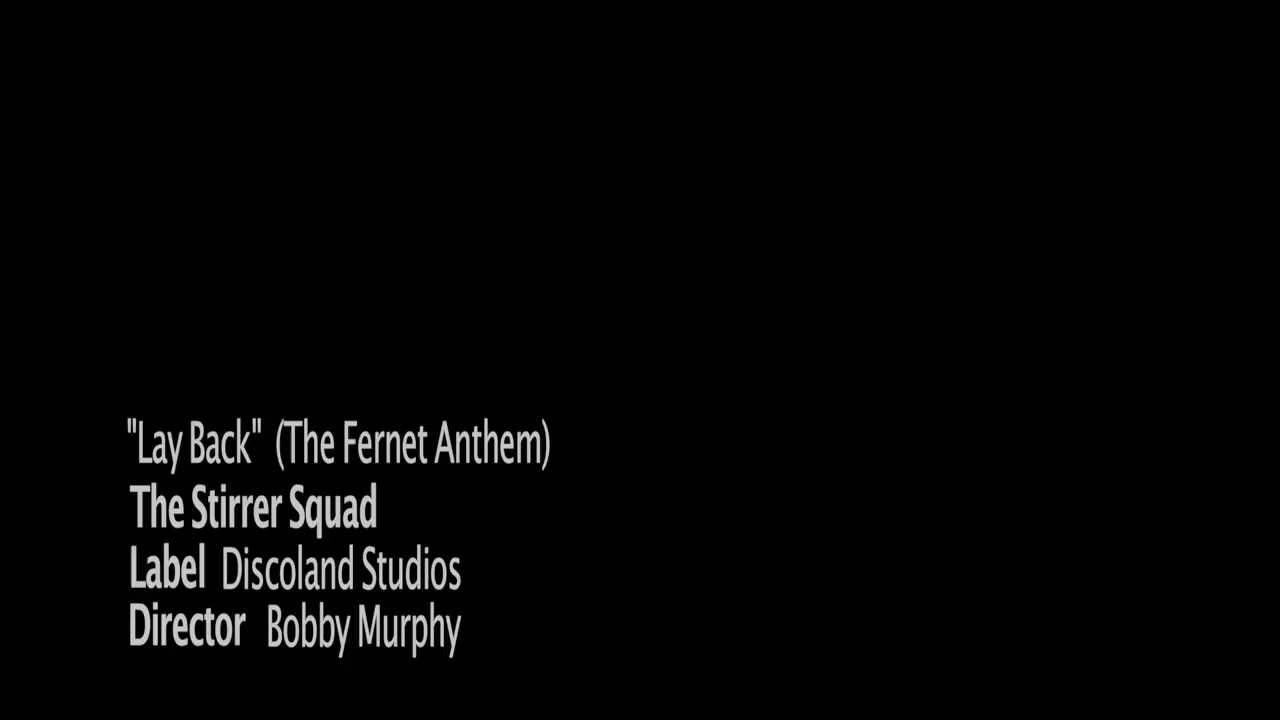 "Lay Back" (The Fernet Anthem)
The Stirrer Squad
Label Discoland Studios
Director Bobby Murphy